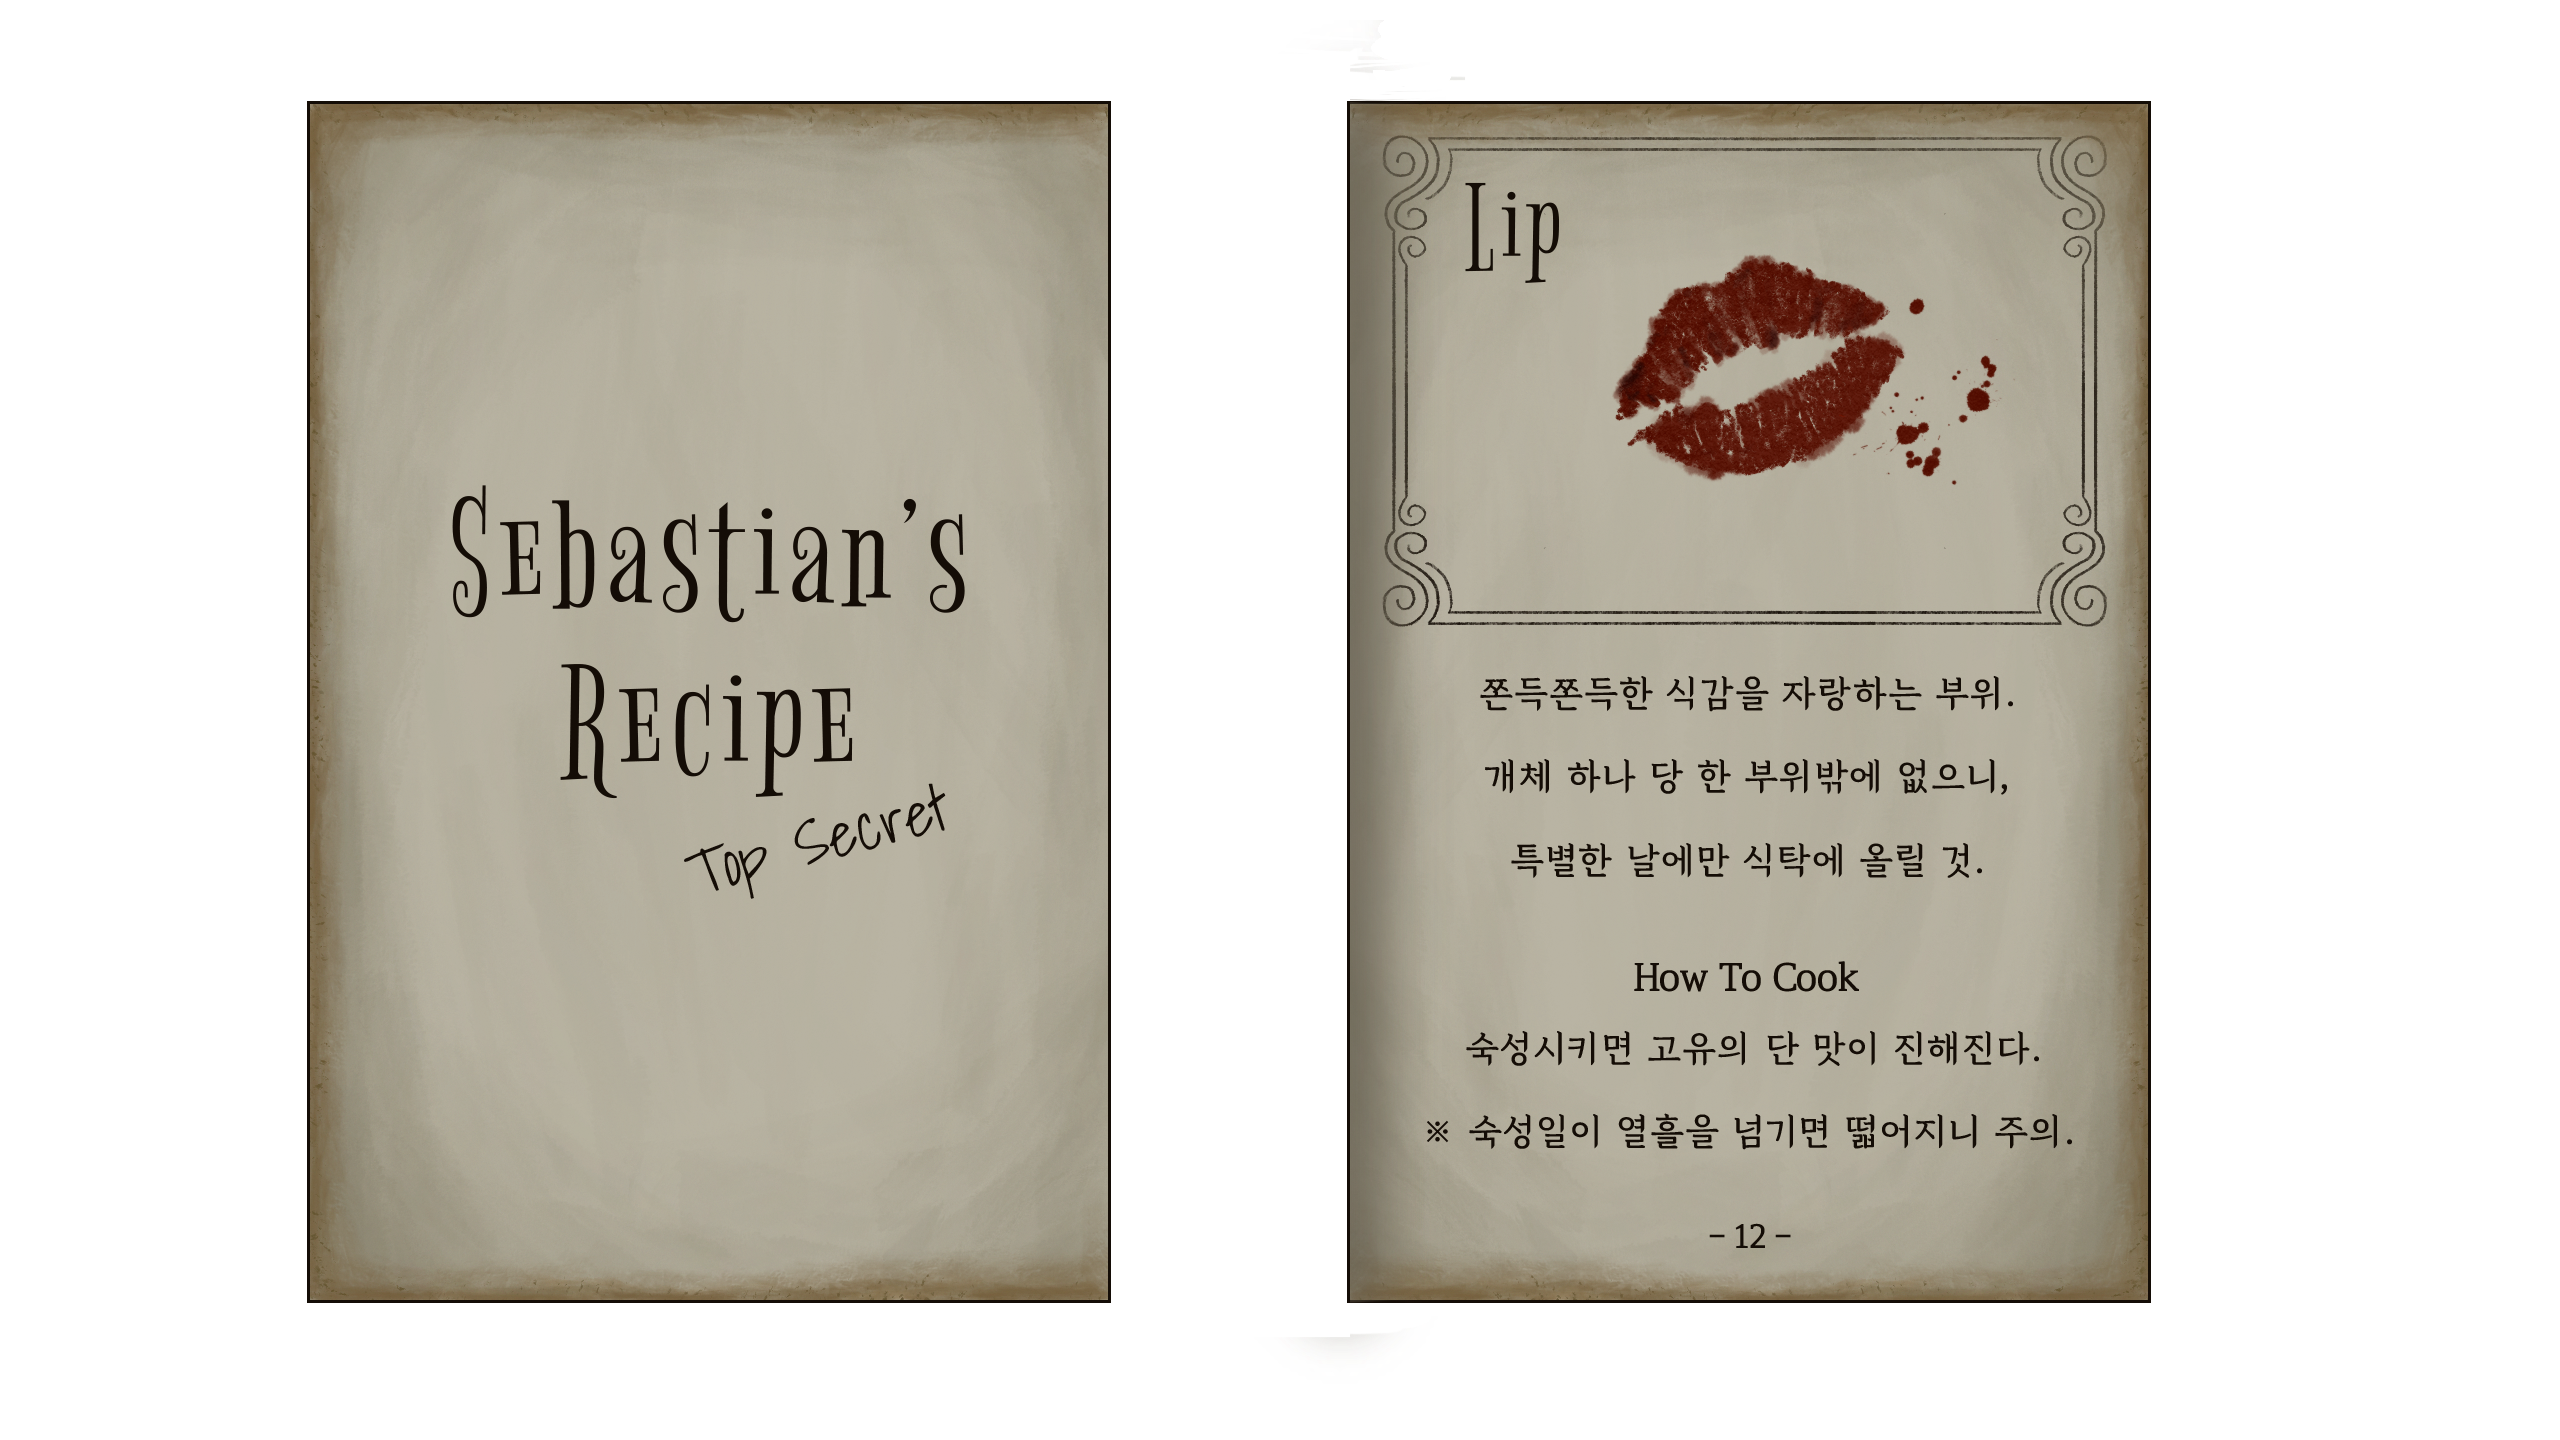 Sebastian's
Recipe
Top Secret
Lip
쫀득쫀득한 식감을 자랑하는 부위.
개체 하나 당 한 부위밖에 없으니,
특별한 날에만 식탁에 올릴 것.
How To Cook
숙성시키면 고유의 단 맛이 진해진다.
※ 숙성일이 열흘을 넘기면 떫어지니 주의.
- 12 -